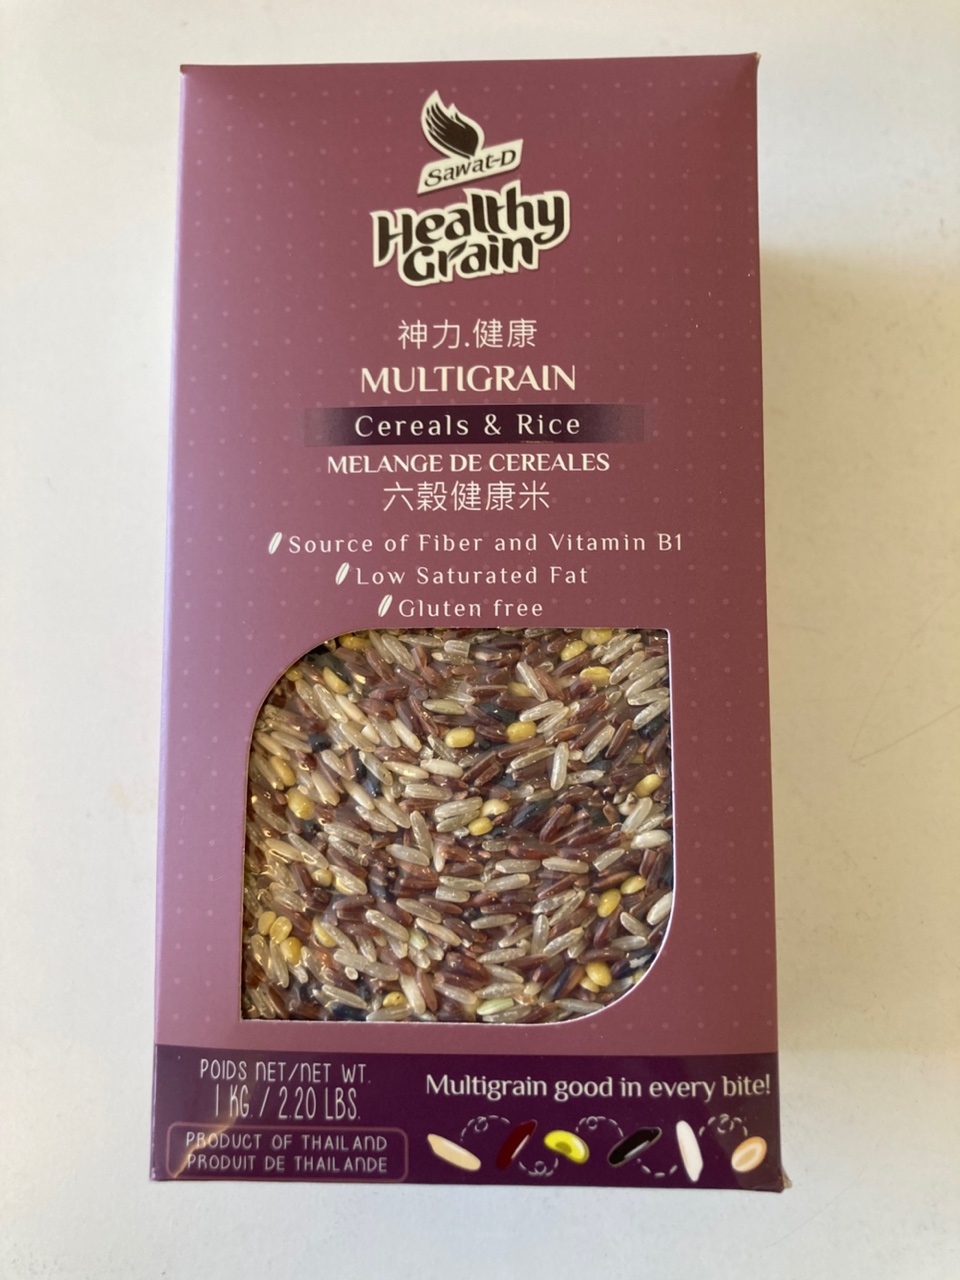 Sawat-D
Healthy
Grain
神力.健康
MULTIGRAIN
Cereals & Rice
MELANGE DE CEREALES
六穀健康米
Source of Fiber and Vitamin B1
Low Saturated Fat
Gluten free
POIDS NET/NET WT.
1 KG. / 2.20 LBS.
PRODUCT OF THAILAND
PRODUIT DE THAILANDE
Multigrain good in every bite!